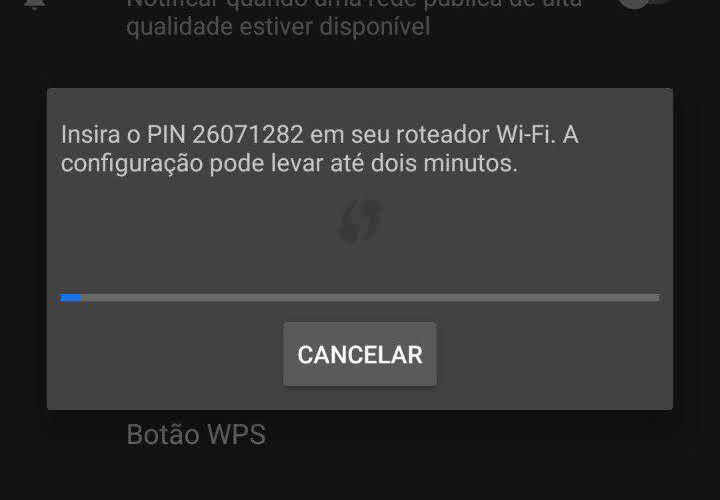 Notificar quando uma rede pública de alta
qualidade estiver disponível
Insira o PIN 26071282 em seu roteador Wi-Fi. A
configuração pode levar até dois minutos.
CANCELAR
Botão WPS